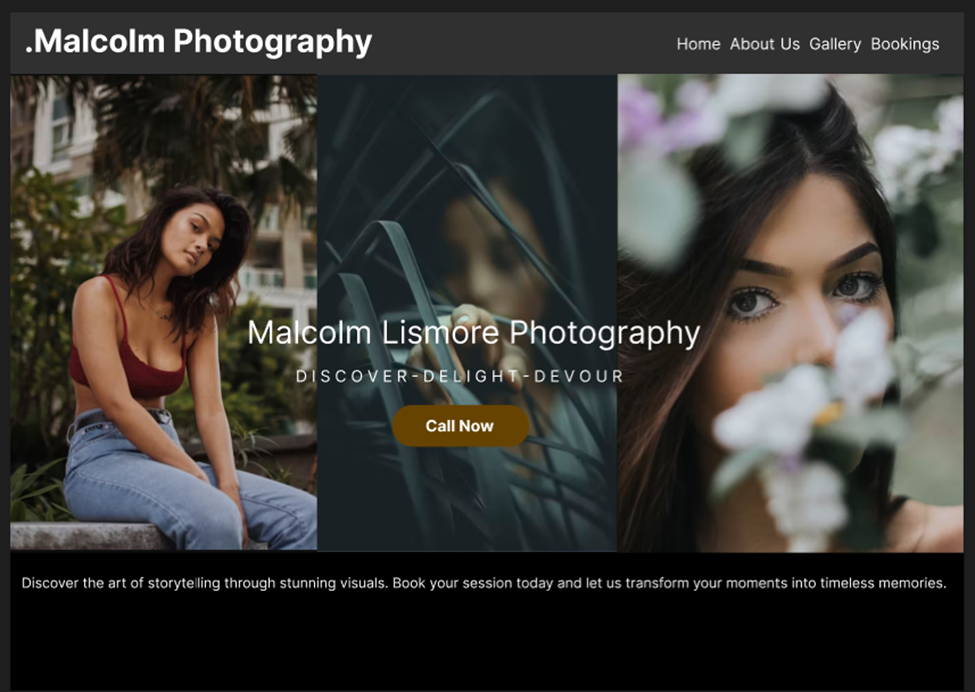 .Malcolm Photography
Home About Us Gallery Bookings
Malcolm Lismore Photography
DISCOVER-DELIGHT-DEVOUR
Call Now
Discover the art of storytelling through stunning visuals. Book your session today and let us transform your moments into timeless memories.